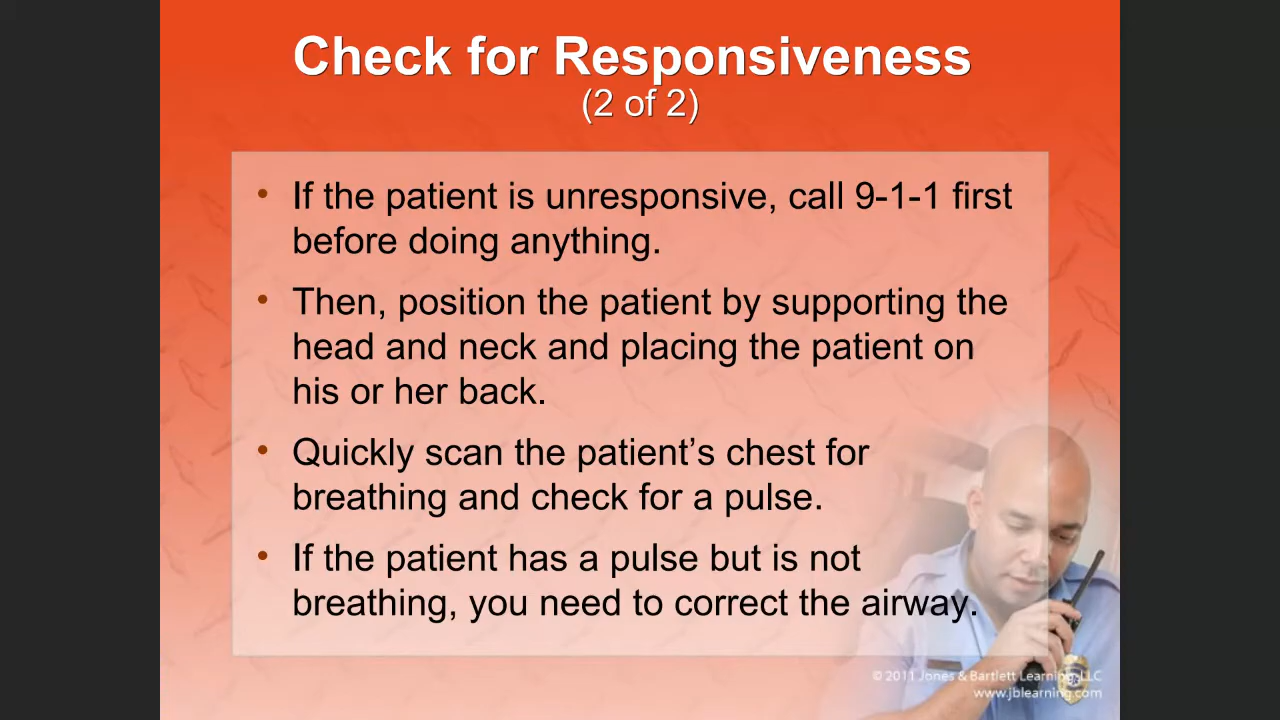 Check for Responsiveness
(2 of 2)
• If the patient is unresponsive, call 9-1-1 first
before doing anything.
• Then, position the patient by supporting the
head and neck and placing the patient on
his or her back.
• Quickly scan the patient’s chest for
breathing and check for a pulse.
• If the patient has a pulse but is not
breathing, you need to correct the airway.
© 2011 Jones & Bartlett Learning, LLC
www.jblearning.com